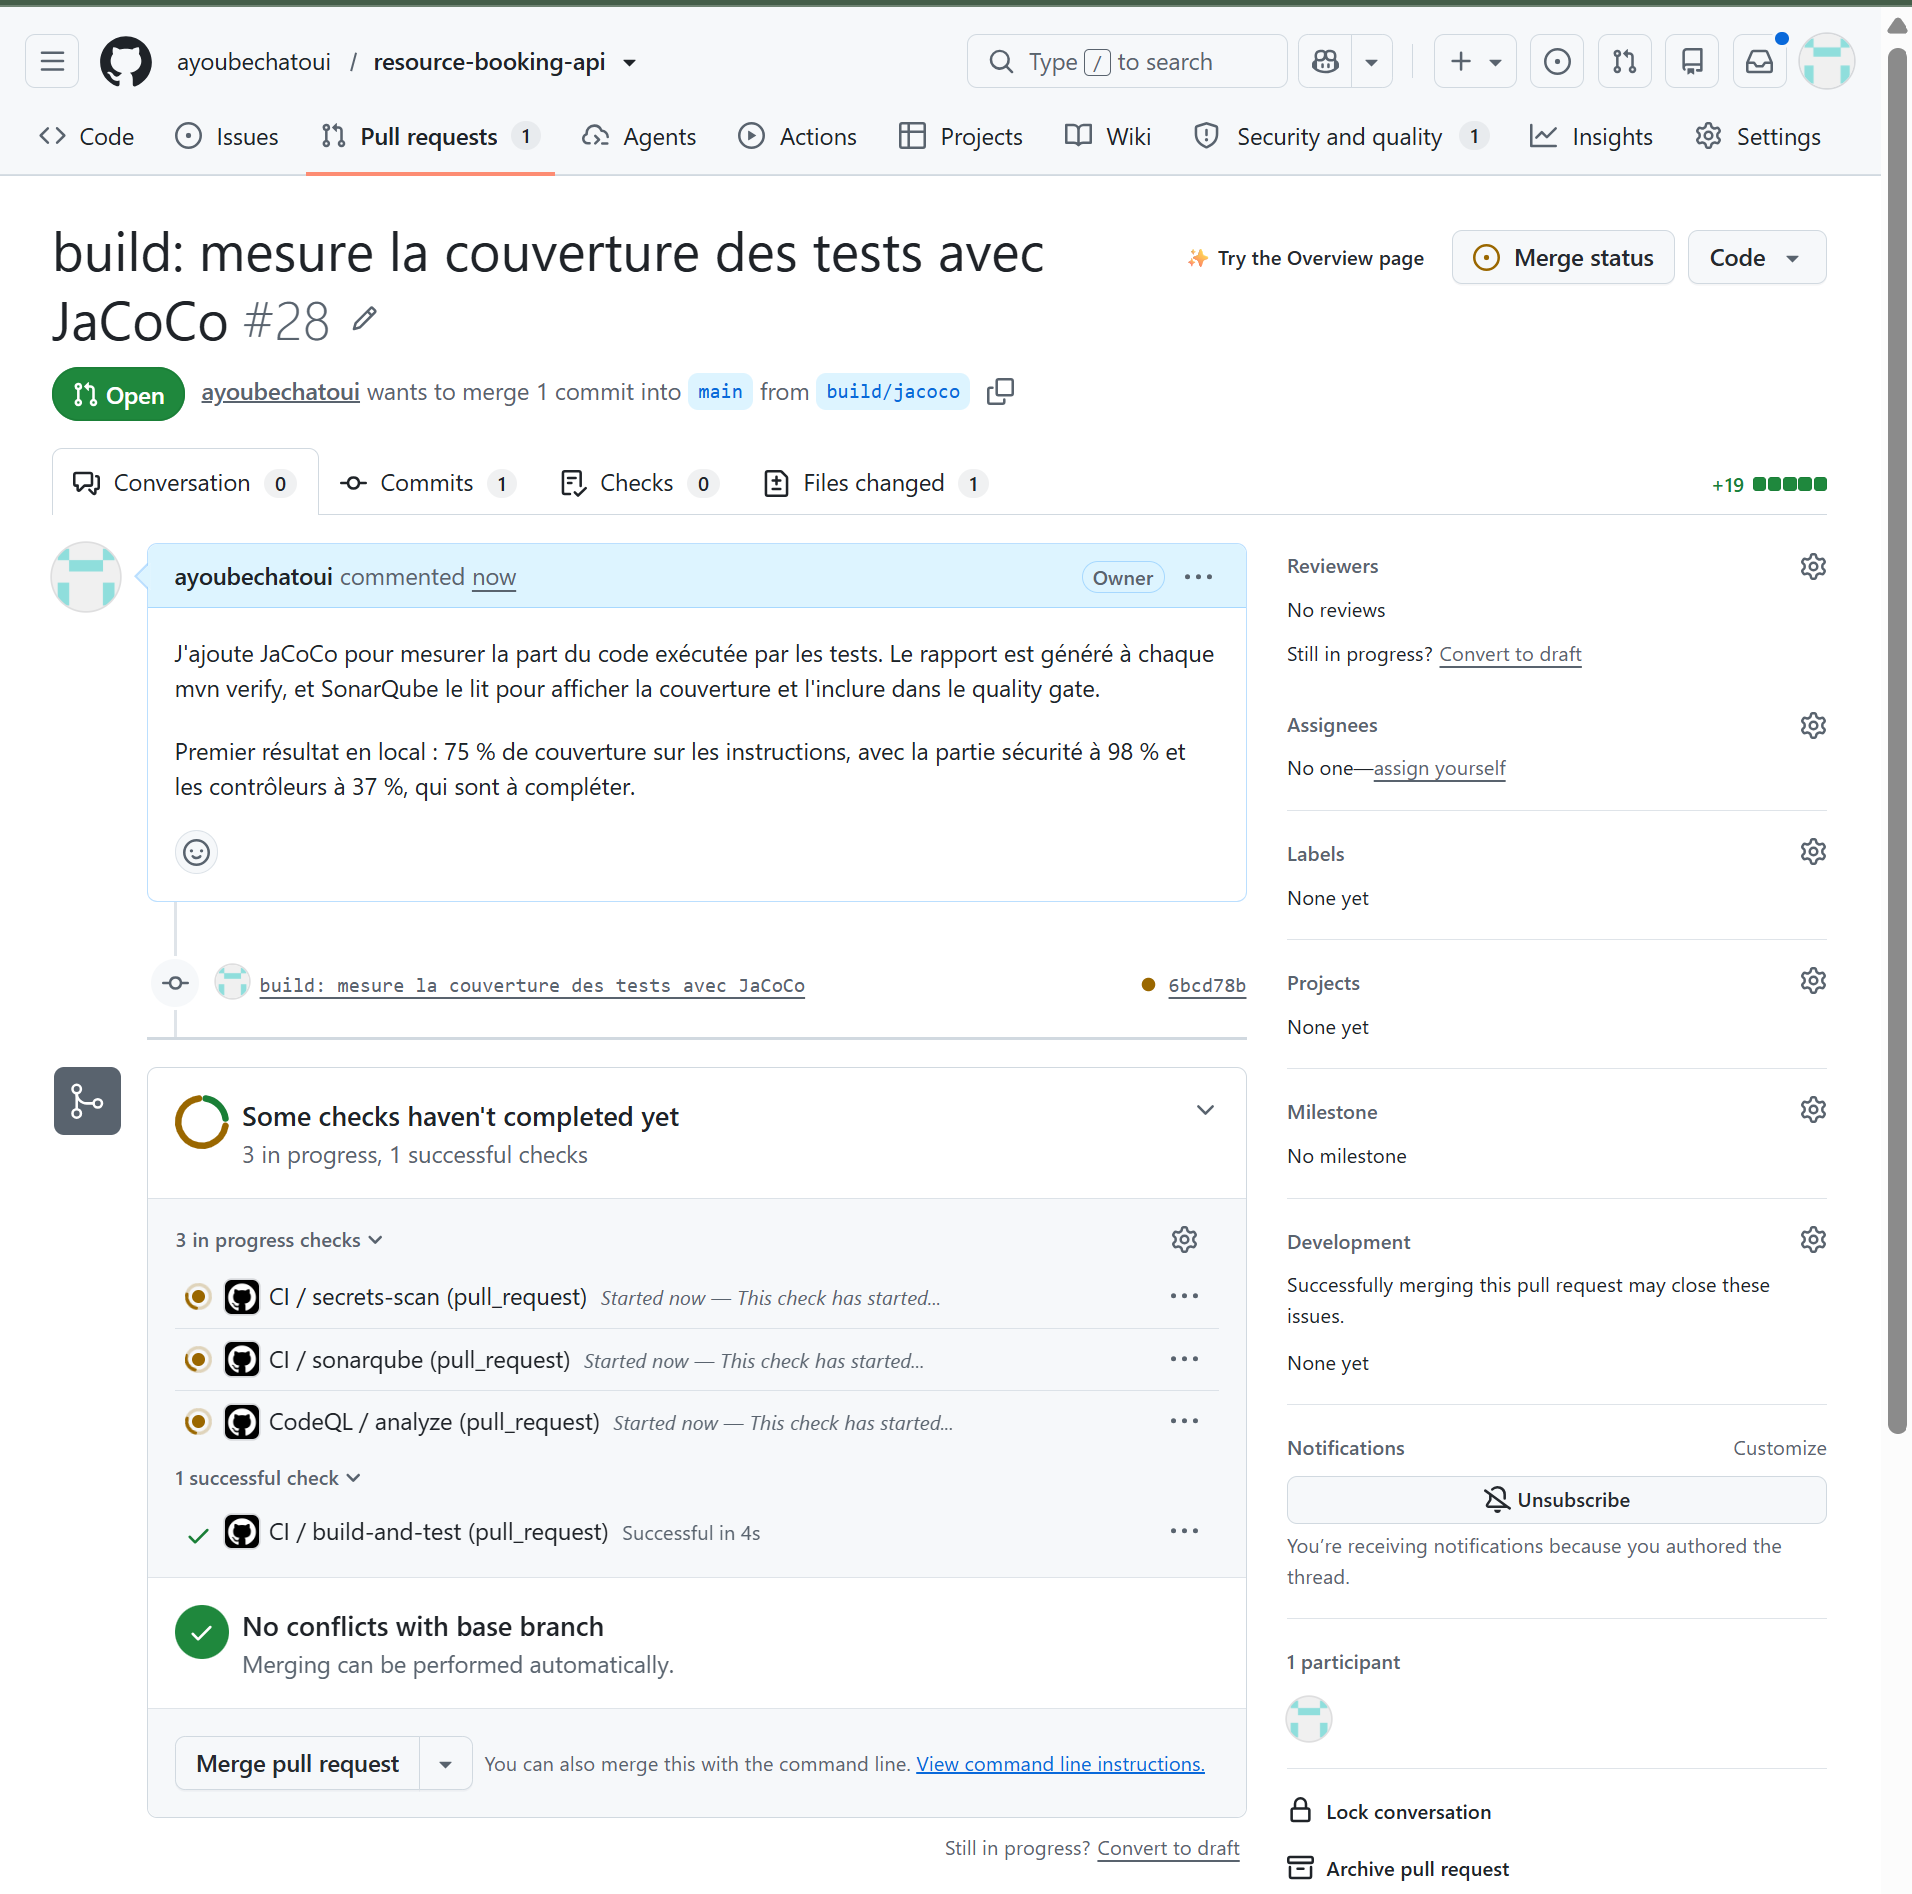 ayoubechatoui / resource-booking-api
Type / to search
Code
Issues
Pull requests 1
Agents
Actions
Projects
Wiki
Security and quality 1
Insights
Settings
build: mesure la couverture des tests avec
JaCoCo #28
Try the Overview page
Merge status
Code
Open
ayoubechatoui wants to merge 1 commit into main from build/jacoco
Conversation 0
Commits 1
Checks 0
Files changed 1
+19
ayoubechatoui commented now
Owner
J'ajoute JaCoCo pour mesurer la part du code exécutée par les tests. Le rapport est généré à chaque
mvn verify, et SonarQube le lit pour afficher la couverture et l'inclure dans le quality gate.
Premier résultat en local : 75 % de couverture sur les instructions, avec la partie sécurité à 98 % et
les contrôleurs à 37 %, qui sont à compléter.
build: mesure la couverture des tests avec JaCoCo
6bcd78b
Some checks haven't completed yet
3 in progress, 1 successful checks
3 in progress checks
CI / secrets-scan (pull_request) Started now — This check has started...
CI / sonarqube (pull_request) Started now — This check has started...
CodeQL / analyze (pull_request) Started now — This check has started...
1 successful check
CI / build-and-test (pull_request) Successful in 4s
No conflicts with base branch
Merging can be performed automatically.
Merge pull request
You can also merge this with the command line. View command line instructions.
Still in progress? Convert to draft
Reviewers
No reviews
Still in progress? Convert to draft
Assignees
No one—assign yourself
Labels
None yet
Projects
None yet
Milestone
No milestone
Development
Successfully merging this pull request may close these
issues.
None yet
Notifications
Customize
Unsubscribe
You’re receiving notifications because you authored the
thread.
1 participant
Lock conversation
Archive pull request